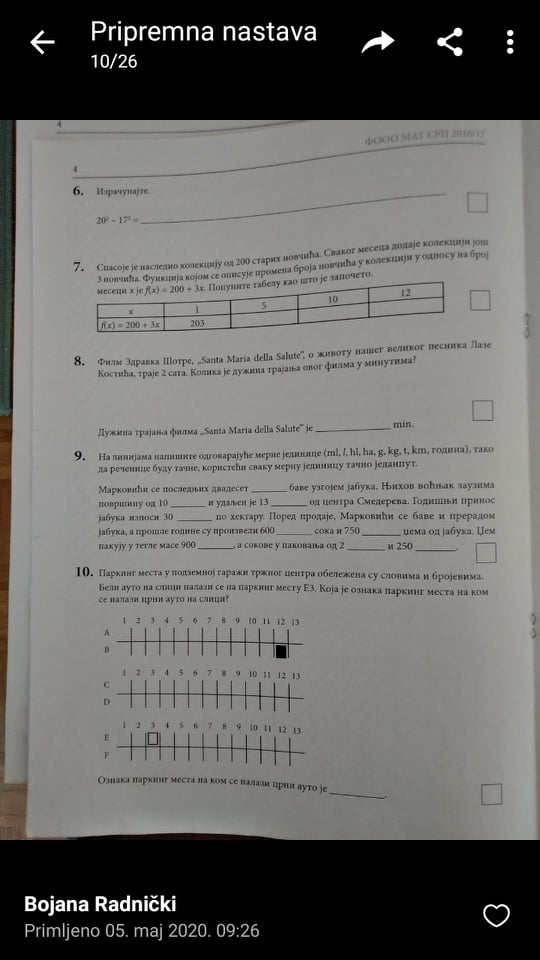 Pripremna nastava
10/26
4
ФООО МАТ СРП 2016/17
4
6. Израчунајте.
20² – 17² = ____________
7. Спасоје је наследио колекцију од 200 старих новчића. Сваког месеца додаје колекцији још
3 новчића. Функција којом се описује промена броја новчића у колекцији у односу на број
месеци x је f(x) = 200 + 3x. Попуните табелу као што је започето.
x 1 5 10 12
f(x) = 200 + 3x 203
8. Филм Здравка Шотре, „Santa Maria della Salute”, о животу нашег великог песника Лазе
Костића, траје 2 сата. Колика је дужина трајања овог филма у минутима?
Дужина трајања филма „Santa Maria della Salute” је ____________ min.
9. На линијама напишите одговарајуће мерне јединице (ml, l, hl, ha, g, kg, t, km, година), тако
да реченице буду тачне, користећи сваку мерну јединицу тачно једанпут.
Марковићи се последњих двадесет ______ баве узгојем јабука. Њихов воћњак заузима
површину од 10 ______ и удаљен је 13 ______ од центра Смедерева. Годишњи принос
јабука износи 30 ______ по хектару. Поред продаје, Марковићи се баве и прерадом
јабука, а прошле године су произвели 600 ______ сока и 750 ______ џема од јабука. Џем
пакују у тегле масе 900 ______, а сокове у паковања од 2 ______ и 250 ______.
10. Паркинг места у подземној гаражи тржног центра обележена су словима и бројевима.
Бели ауто на слици налази се на паркинг месту E3. Која је ознака паркинг места на ком
се налази црни ауто на слици?
1 2 3 4 5 6 7 8 9 10 11 12 13
A
B
1 2 3 4 5 6 7 8 9 10 11 12 13
C
D
1 2 3 4 5 6 7 8 9 10 11 12 13
E
F
Ознака паркинг места на ком се налази црни ауто је __________.
Bojana Radnički
Primljeno 05. maj 2020. 09:26